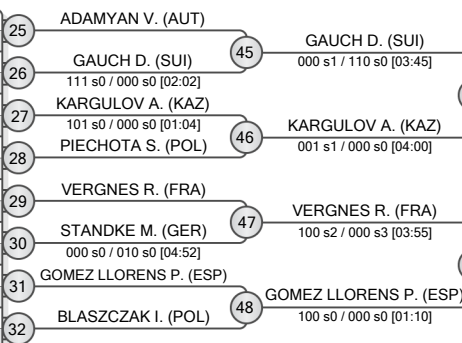 25
ADAMYAN V. (AUT)
26
GAUCH D. (SUI)
111 s0 / 000 s0 [02:02]
45
GAUCH D. (SUI)
000 s1 / 110 s0 [03:45]
27
KARGULOV A. (KAZ)
101 s0 / 000 s0 [01:04]
28
PIECHOTA S. (POL)
46
KARGULOV A. (KAZ)
001 s1 / 000 s0 [04:00]
29
VERGNES R. (FRA)
30
STANDKE M. (GER)
000 s0 / 010 s0 [04:52]
47
VERGNES R. (FRA)
100 s2 / 000 s3 [03:55]
31
GOMEZ LLORENS P. (ESP)
32
BLASZCZAK I. (POL)
48
GOMEZ LLORENS P. (ESP)
100 s0 / 000 s0 [01:10]